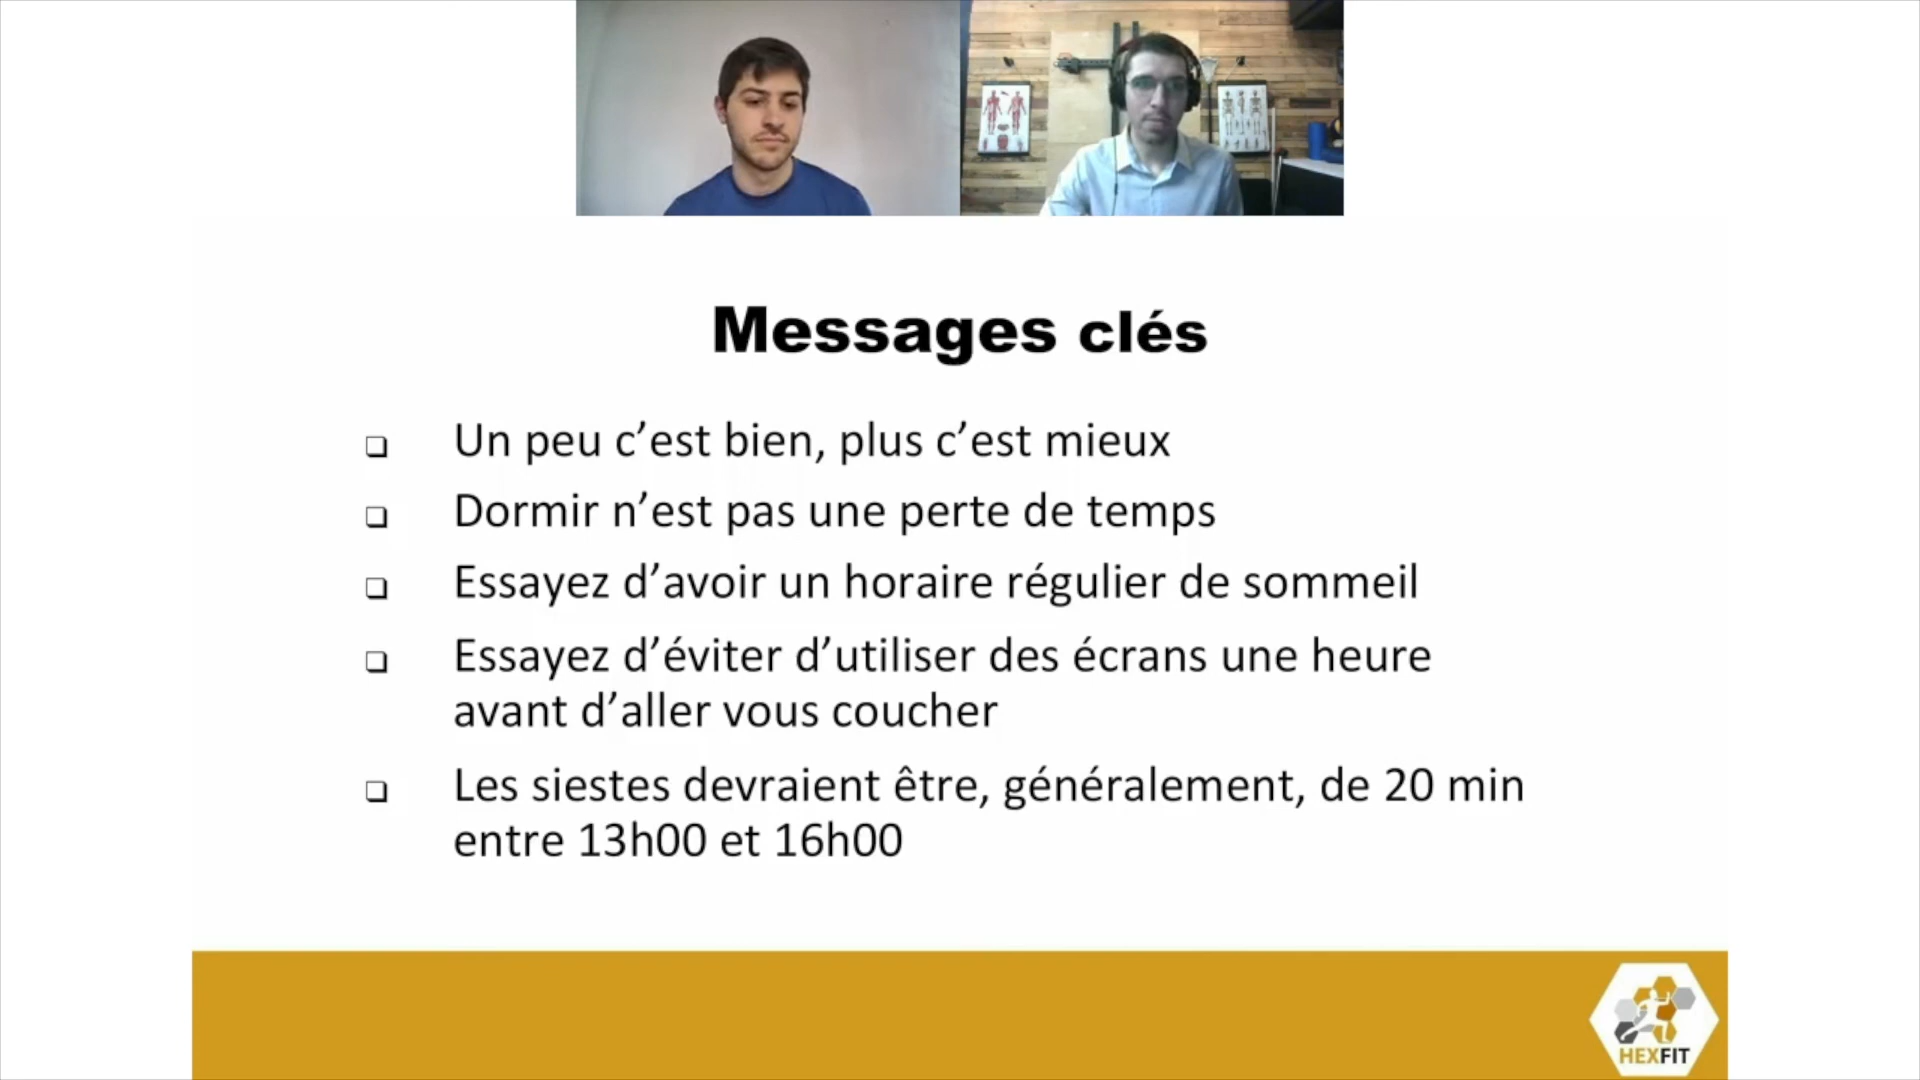 Messages clés
❑ Un peu c’est bien, plus c’est mieux
❑ Dormir n’est pas une perte de temps
❑ Essayez d’avoir un horaire régulier de sommeil
❑ Essayez d’éviter d’utiliser des écrans une heure
avant d’aller vous coucher
❑ Les siestes devraient être, généralement, de 20 min
entre 13h00 et 16h00
HEXFIT